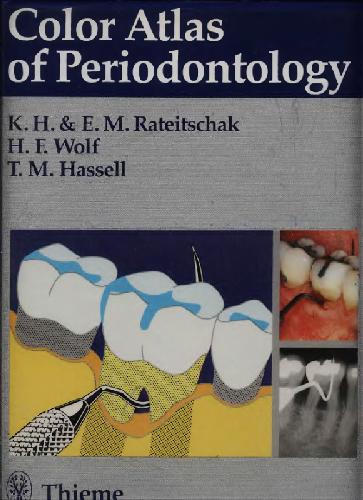 Color Atlas
of Periodontology
K. H. & E. M. Rateitschak
H. F. Wolf
T. M. Hassell
Thieme